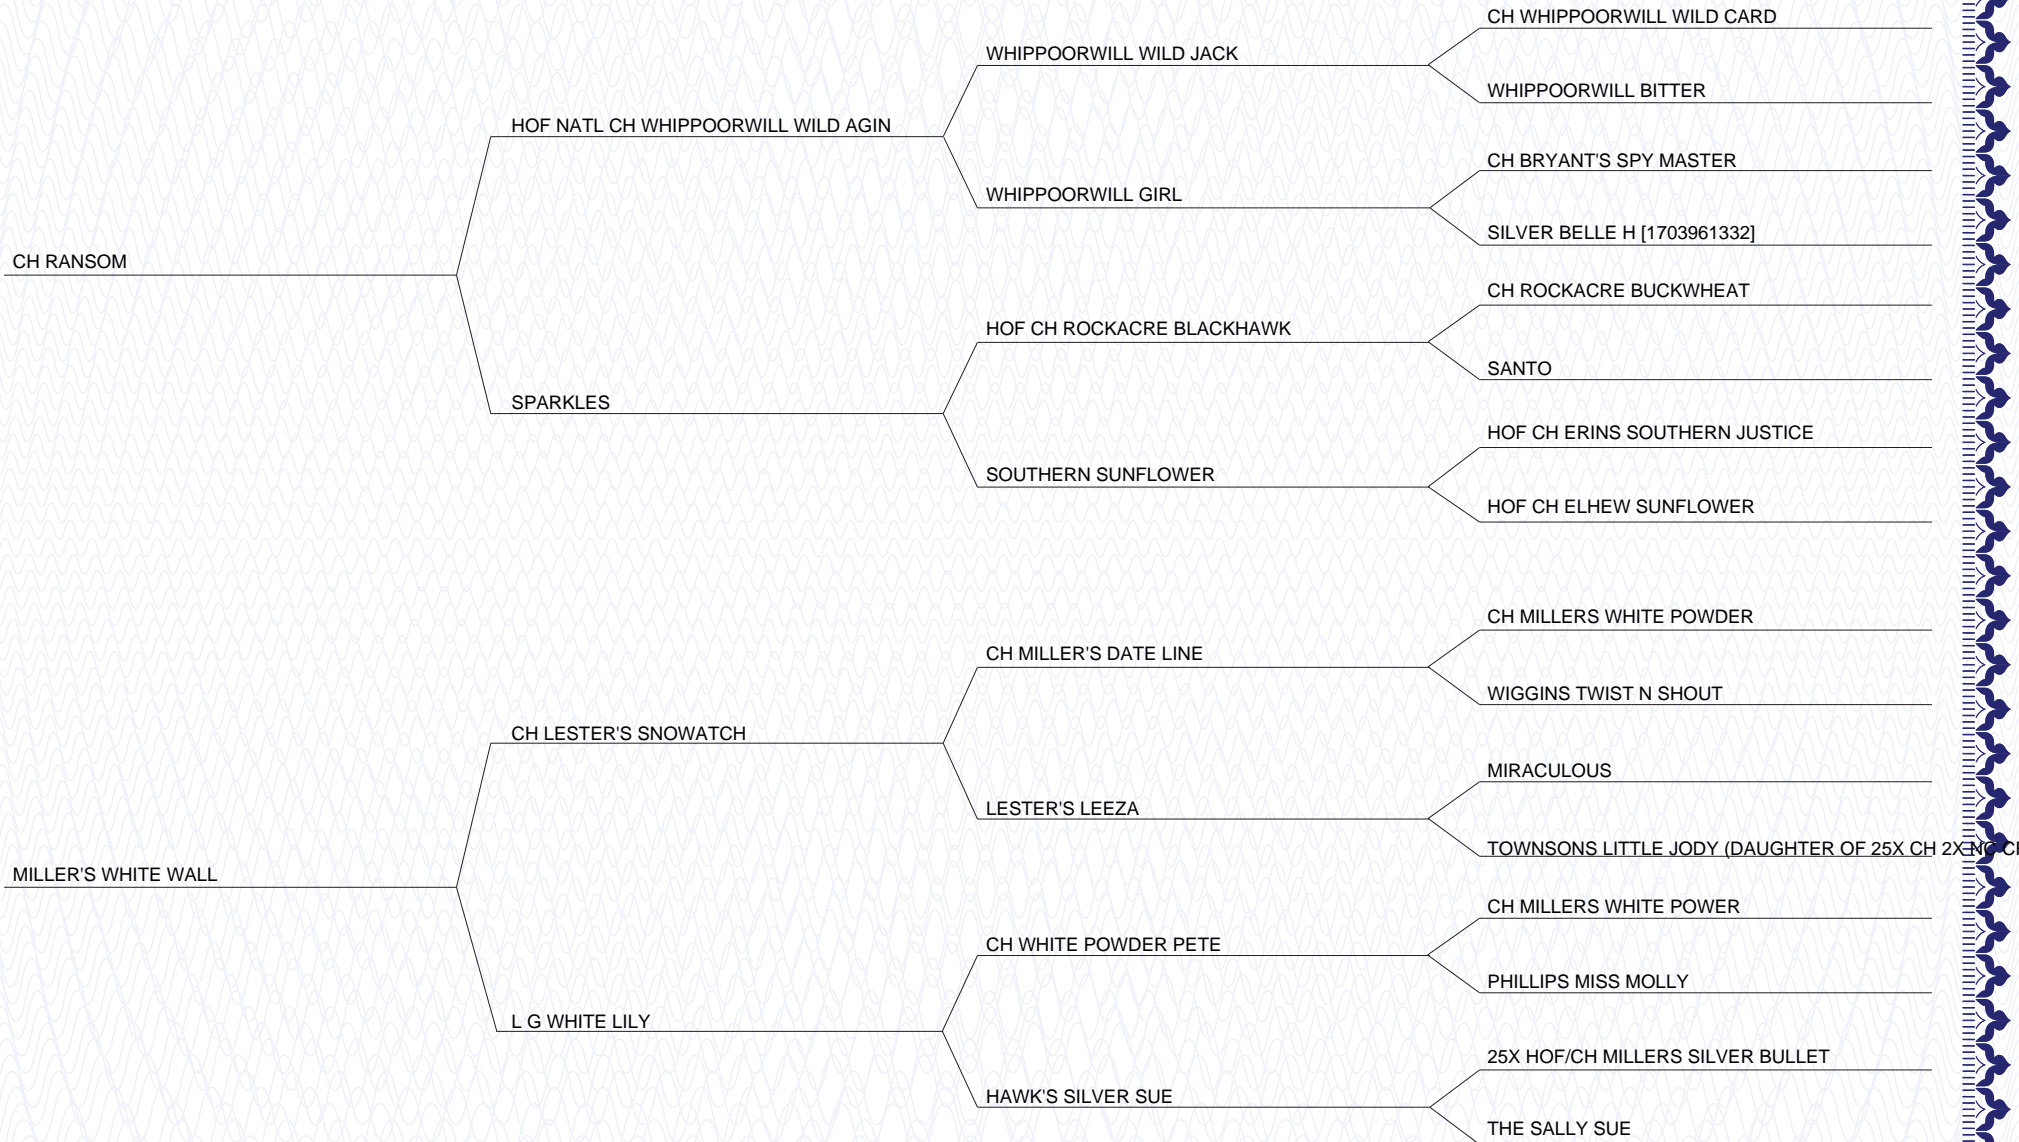 CH WHIPPOORWILL WILD CARD
WHIPPOORWILL WILD JACK
WHIPPOORWILL BITTER
HOF NATL CH WHIPPOORWILL WILD AGIN
CH BRYANT'S SPY MASTER
WHIPPOORWILL GIRL
SILVER BELLE H [1703961332]
CH RANSOM
CH ROCKACRE BUCKWHEAT
HOF CH ROCKACRE BLACKHAWK
SANTO
SPARKLES
HOF CH ERINS SOUTHERN JUSTICE
SOUTHERN SUNFLOWER
HOF CH ELHEW SUNFLOWER
CH MILLERS WHITE POWDER
CH MILLER'S DATE LINE
WIGGINS TWIST N SHOUT
CH LESTER'S SNOWATCH
MIRACULOUS
LESTER'S LEEZA
TOWNSONS LITTLE JODY (DAUGHTER OF 25X CH 2X
MILLER'S WHITE WALL
CH MILLERS WHITE POWER
CH WHITE POWDER PETE
PHILLIPS MISS MOLLY
L G WHITE LILY
25X HOF/CH MILLERS SILVER BULLET
HAWK'S SILVER SUE
THE SALLY SUE